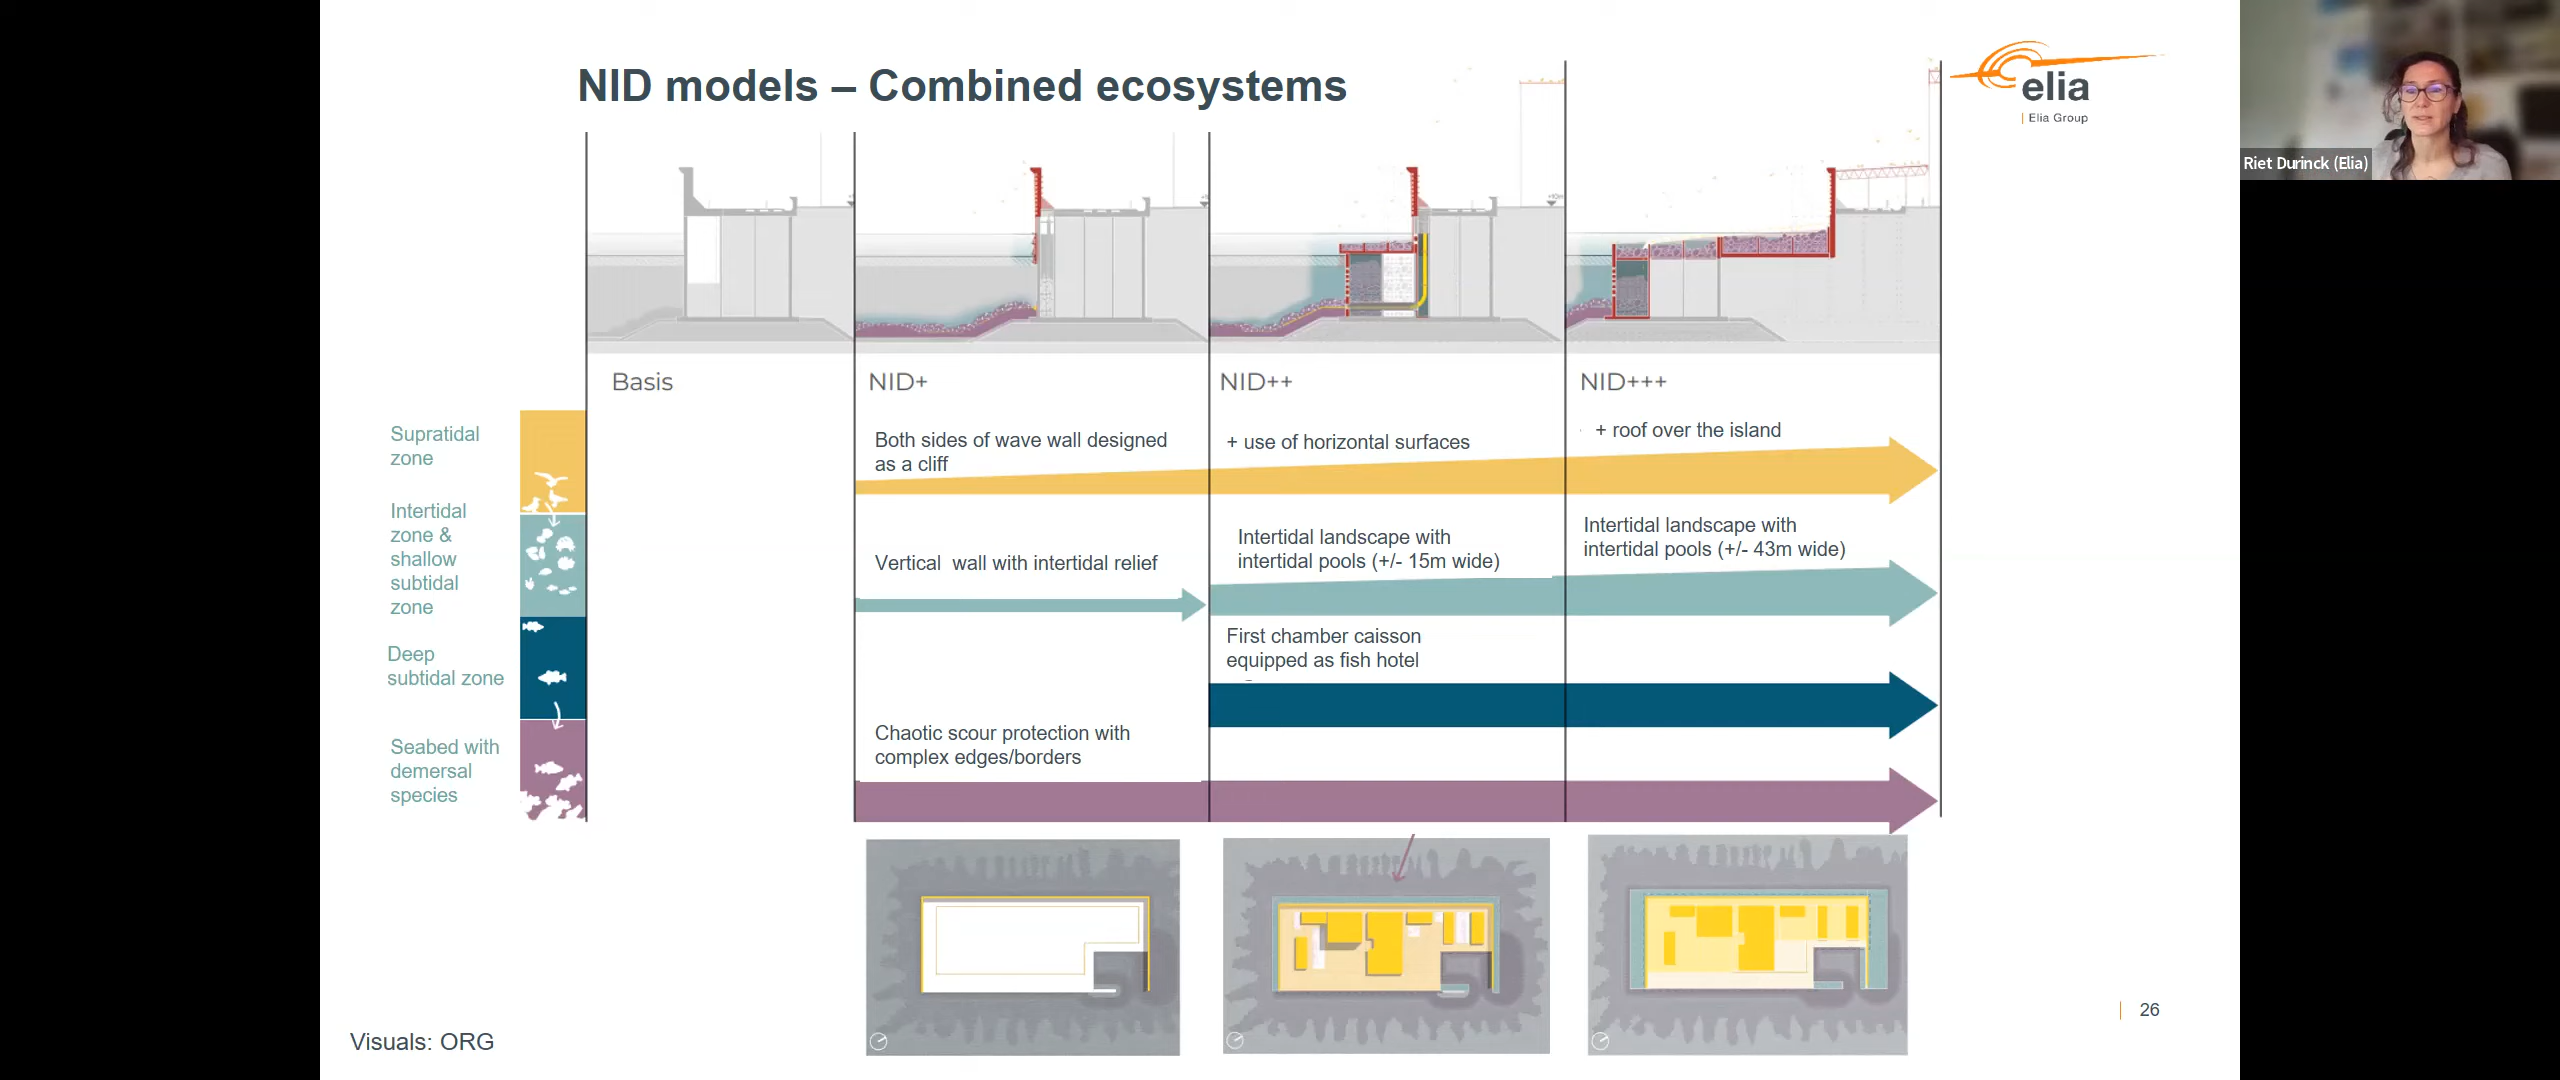 NID models – Combined ecosystems
elia
Elia Group
Riet Durinck (Elia)
Basis
NID+
NID++
NID+++
Supratidal
zone
Both sides of wave wall designed
as a cliff
+ use of horizontal surfaces
+ roof over the island
Intertidal
zone &
shallow
subtidal
zone
Vertical wall with intertidal relief
Intertidal landscape with
intertidal pools (+/- 15m wide)
Intertidal landscape with
intertidal pools (+/- 43m wide)
Deep
subtidal zone
First chamber caisson
equipped as fish hotel
Seabed with
demersal
species
Chaotic scour protection with
complex edges/borders
Visuals: ORG
26